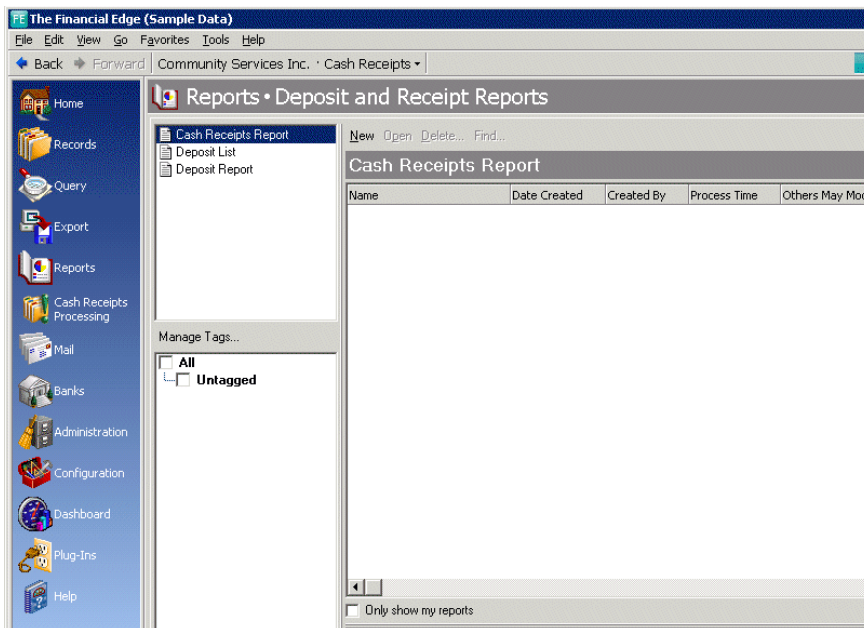 FE The Financial Edge (Sample Data)
File Edit View Go Favorites Tools Help
Back Forward Community Services Inc. · Cash Receipts
Reports • Deposit and Receipt Reports
Home
Records
Query
Export
Reports
Cash Receipts
Processing
Mail
Banks
Administration
Configuration
Dashboard
Plug-Ins
Help
Cash Receipts Report
Deposit List
Deposit Report
Manage Tags...
All
Untagged
New Open Delete... Find...
Cash Receipts Report
Name Date Created Created By Process Time Others May Mod
Only show my reports